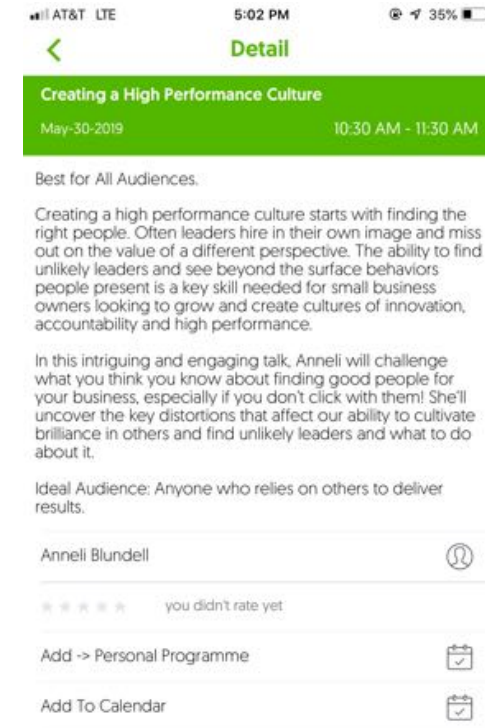 AT&T LTE 5:02 PM 35%
Detail
Creating a High Performance Culture
May-30-2019 10:30 AM - 11:30 AM
Best for All Audiences.
Creating a high performance culture starts with finding the
right people. Often leaders hire in their own image and miss
out on the value of a different perspective. The ability to find
unlikely leaders and see beyond the surface behaviors
people present is a key skill needed for small business
owners looking to grow and create cultures of innovation,
accountability and high performance.
In this intriguing and engaging talk, Anneli will challenge
what you think you know about finding good people for
your business, especially if you don't click with them! She'll
uncover the key distortions that affect our ability to cultivate
brilliance in others and find unlikely leaders and what to do
about it.
Ideal Audience: Anyone who relies on others to deliver
results.
Anneli Blundell
you didn't rate yet
Add -> Personal Programme
Add To Calendar